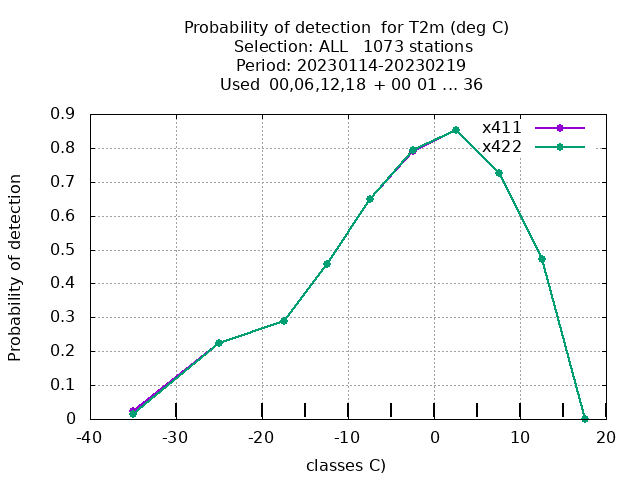 Probability of detection  for T2m (deg C)
Selection: ALL   1073 stations
Period: 20230114-20230219
Used  00,06,12,18  + 00 01 ... 36
x411
x422
Probability of detection
0.9
0.8
0.7
0.6
0.5
0.4
0.3
0.2
0.1
0
-40 -30 -20 -10 0 10 20
classes C)